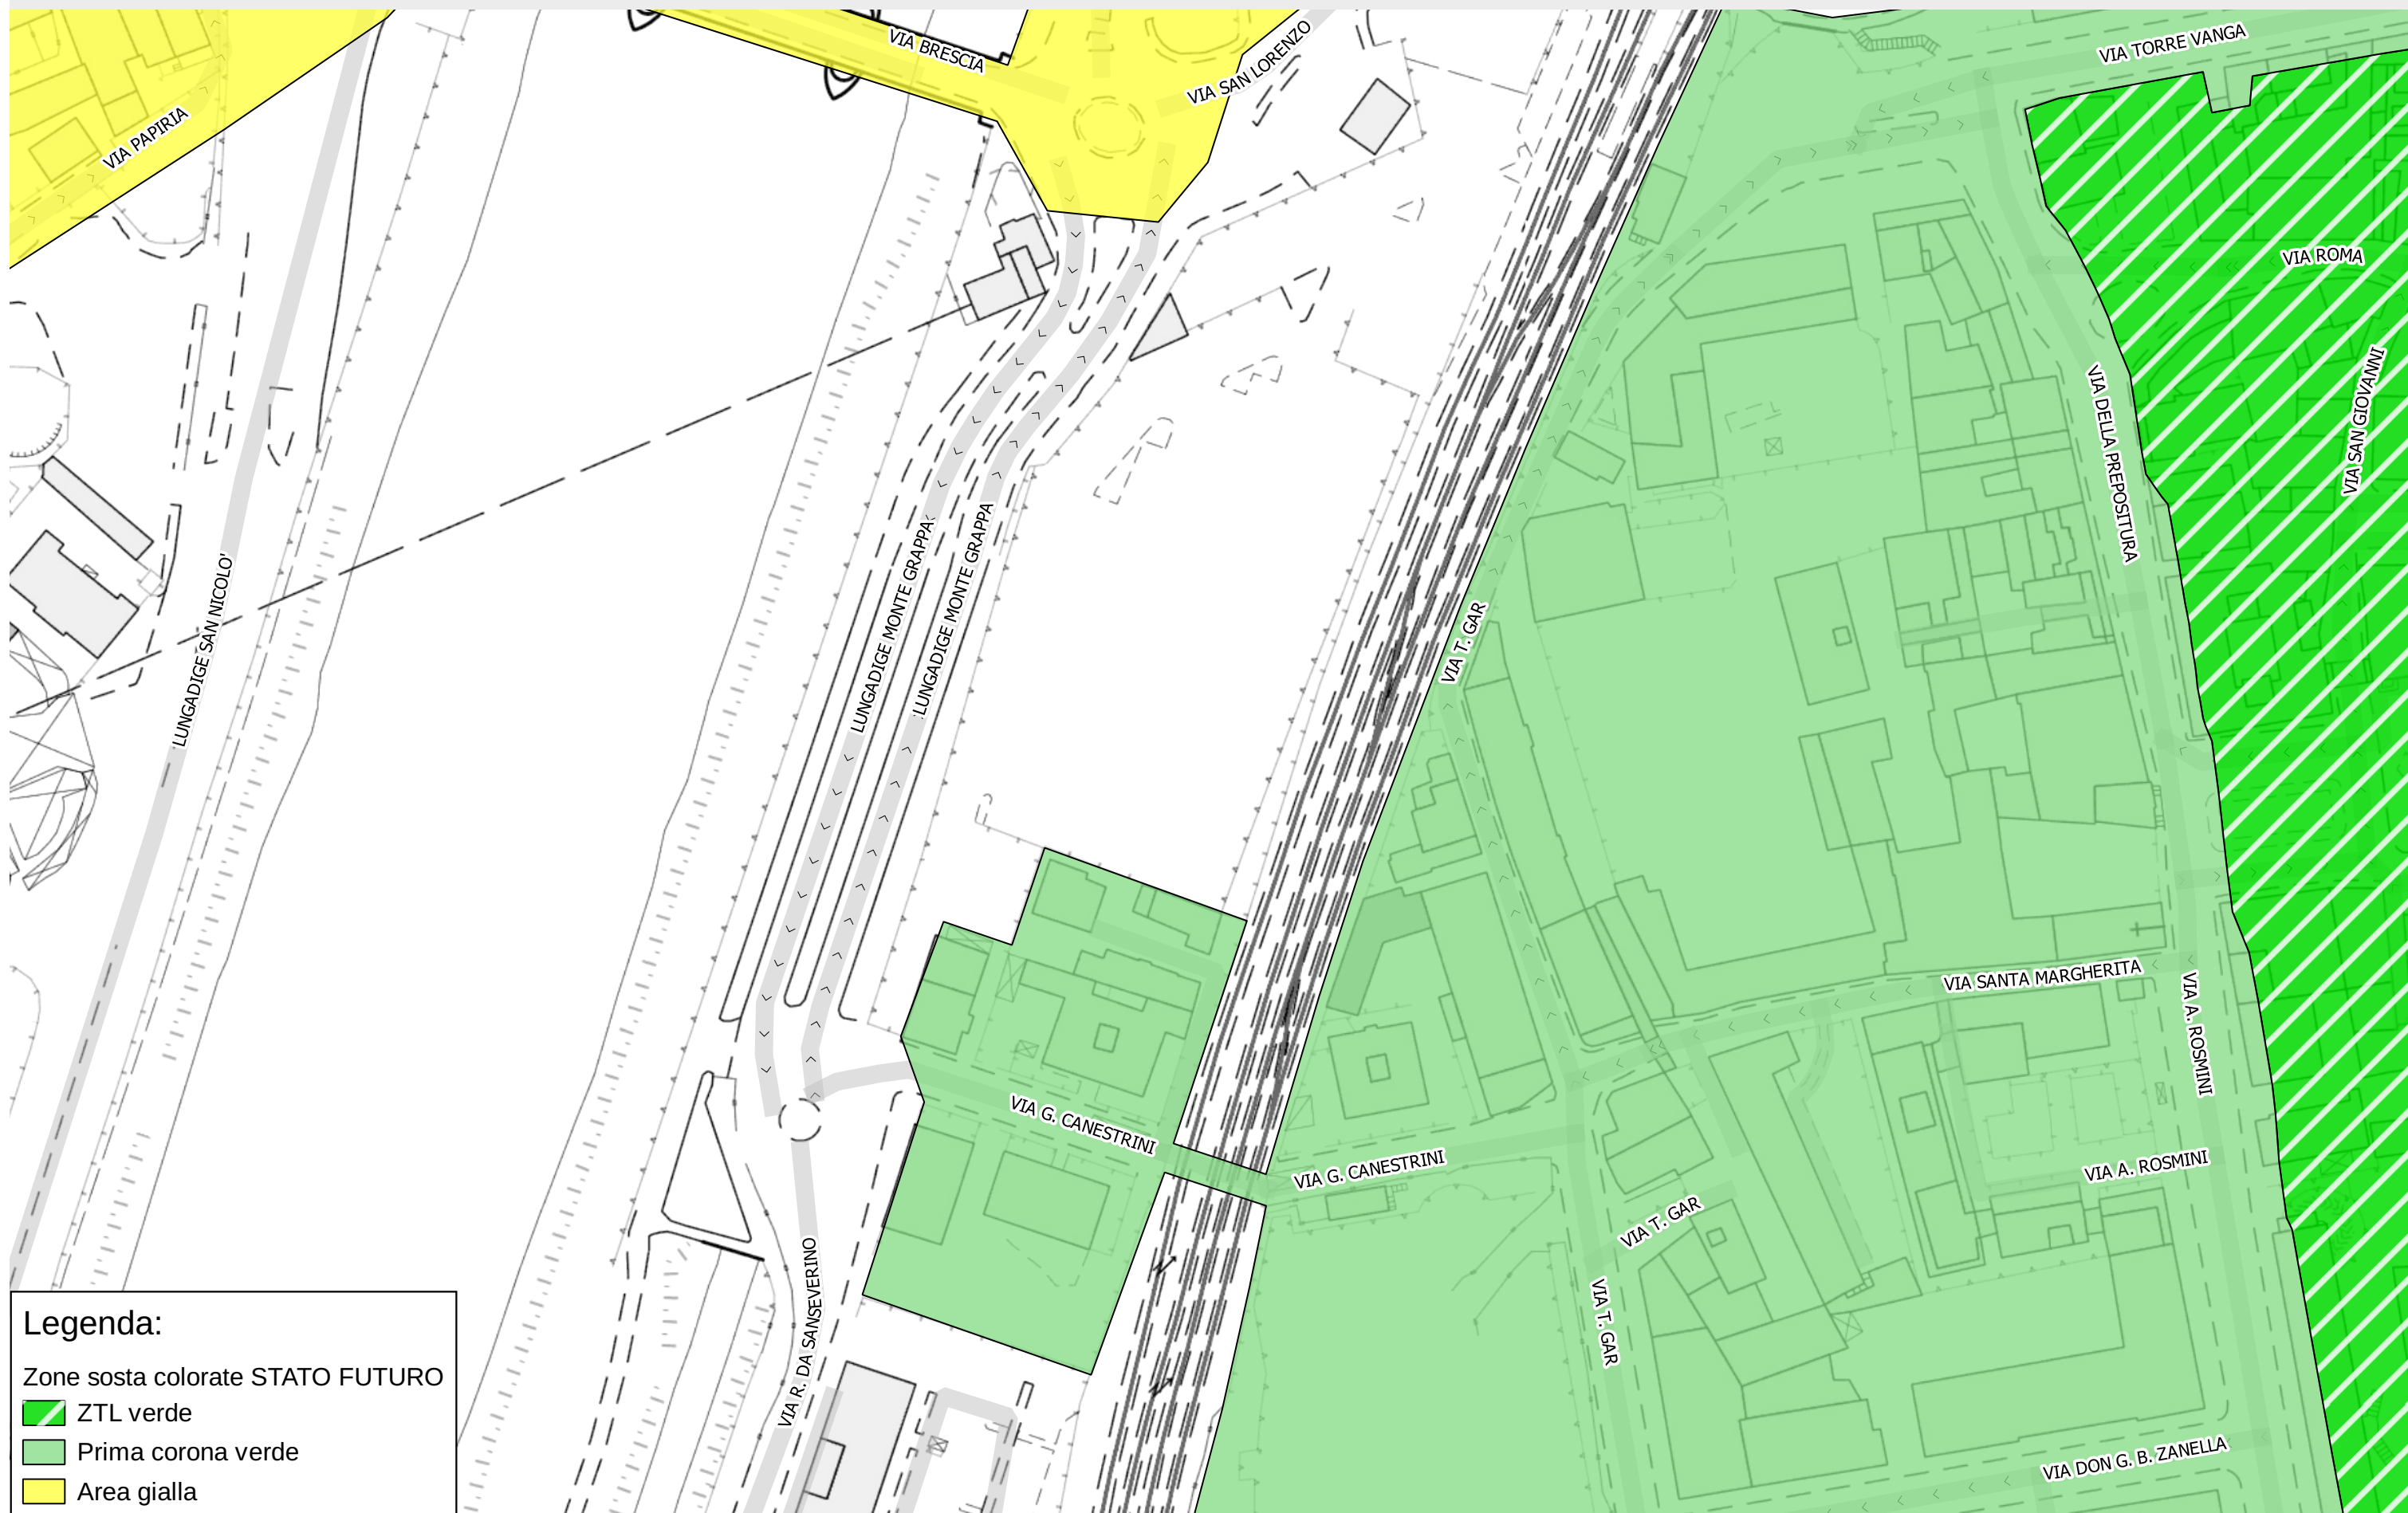 VIA BRESCIA
VIA SAN LORENZO
VIA TORRE VANGA
VIA PAPIRIA
VIA ROMA
VIA SAN GIOVANNI
VIA DELLA PREPOSITURA
LUNGADIGE SAN NICOLO'
LUNGADIGE MONTE GRAPPA
LUNGADIGE MONTE GRAPPA
VIA T. GAR
VIA SANTA MARGHERITA
VIA A. ROSMINI
VIA G. CANESTRINI
VIA G. CANESTRINI
VIA A. ROSMINI
VIA T. GAR
VIA T. GAR
VIA R. DA SANSEVERINO
VIA DON G. B. ZANELLA
Legenda:
Zone sosta colorate STATO FUTURO
ZTL verde
Prima corona verde
Area gialla